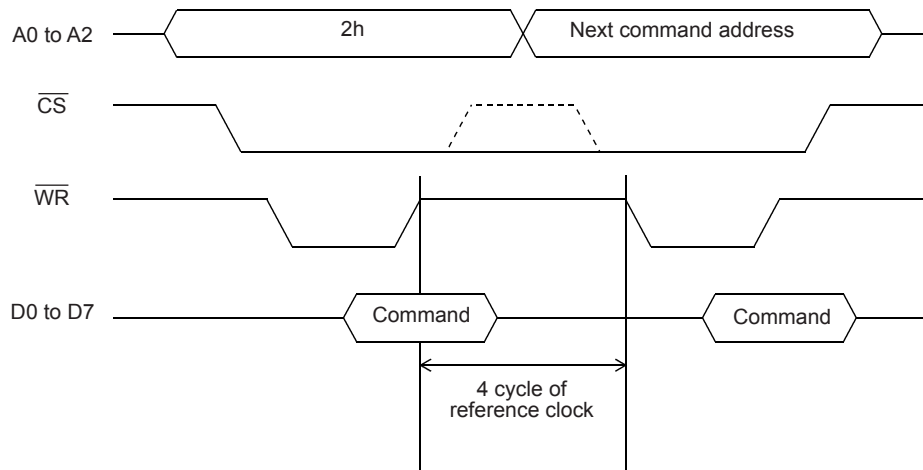 A0 to A2
2h
Next command address
CS
WR
D0 to D7
Command
Command
4 cycle of
reference clock